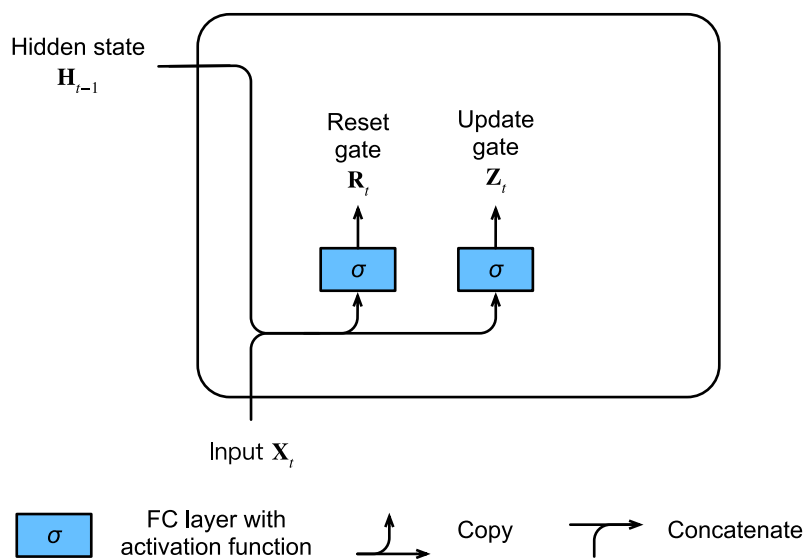 Hidden state
H_{t−1}
Reset
gate
R_t
Update
gate
Z_t
σ
σ
Input X_t
σ
FC layer with
activation function
Copy
Concatenate